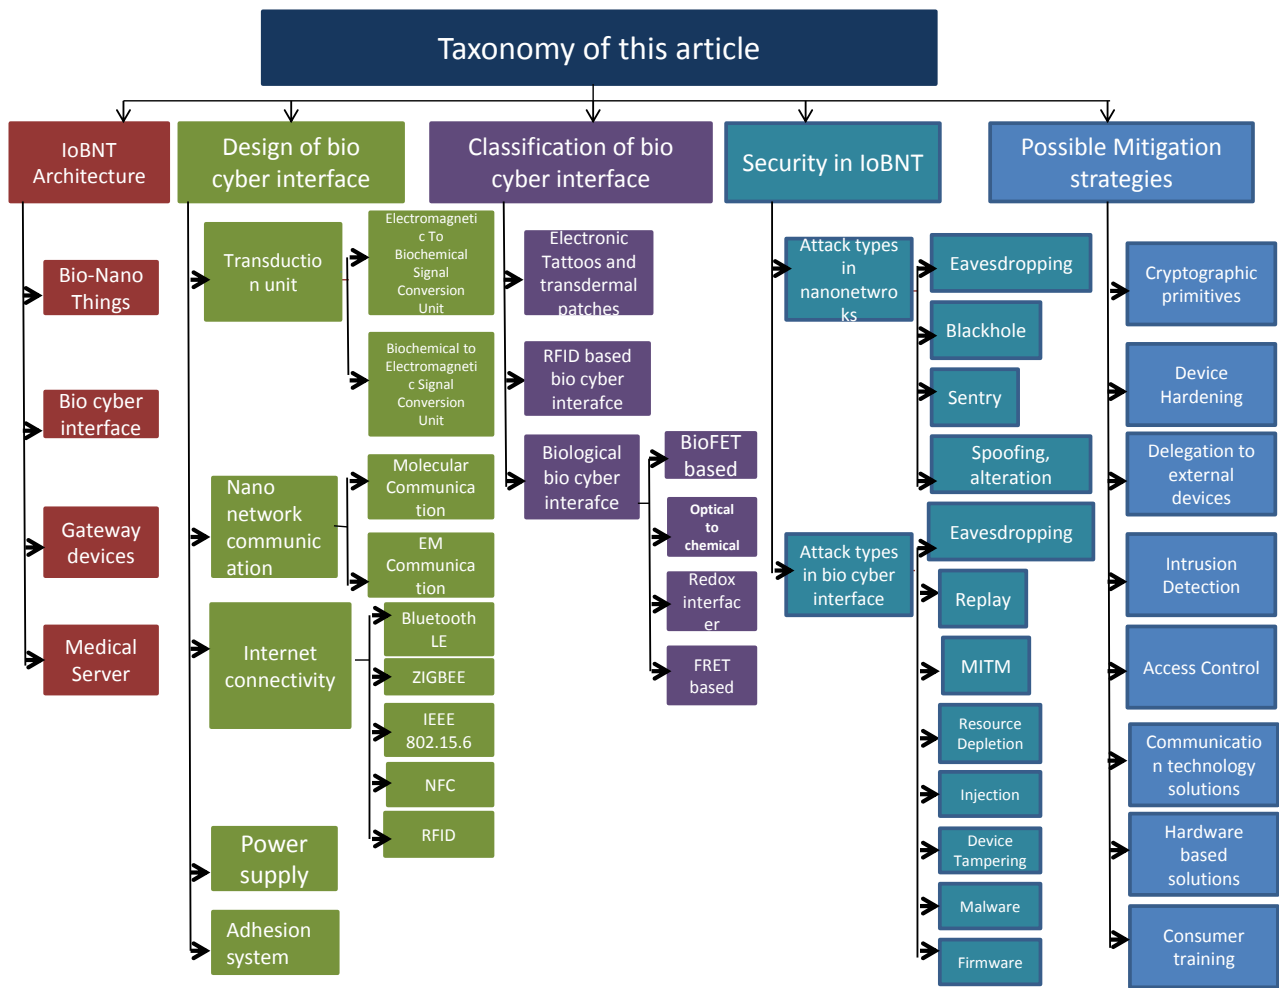 Taxonomy of this article
IoBNT
Architecture
Bio-Nano
Things
Bio cyber
interface
Gateway
devices
Medical
Server
Design of bio
cyber interface
Transductio
n unit
Electromagneti
c To
Biochemical
Signal
Conversion
Unit
Biochemical to
Electromagneti
c Signal
Conversion
Unit
Nano
network
communic
ation
Molecular
Communica
tion
EM
Communica
tion
Internet
connectivity
Bluetooth
LE
ZIGBEE
IEEE
802.15.6
NFC
RFID
Power
supply
Adhesion
system
Classification of bio
cyber interface
Electronic
Tattoos and
transdermal
patches
RFID based
bio cyber
interafce
Biological
bio cyber
interafce
BioFET
based
Optical
to
chemical
Redox
interfac
er
FRET
based
Security in IoBNT
Attack types
in
nanonetwro
ks
Eavesdropping
Blackhole
Sentry
Spoofing,
alteration
Attack types
in bio cyber
interface
Eavesdropping
Replay
MITM
Resource
Depletion
Injection
Device
Tampering
Malware
Firmware
Possible Mitigation
strategies
Cryptographic
primitives
Device
Hardening
Delegation to
external
devices
Intrusion
Detection
Access Control
Communicatio
n technology
solutions
Hardware
based
solutions
Consumer
training